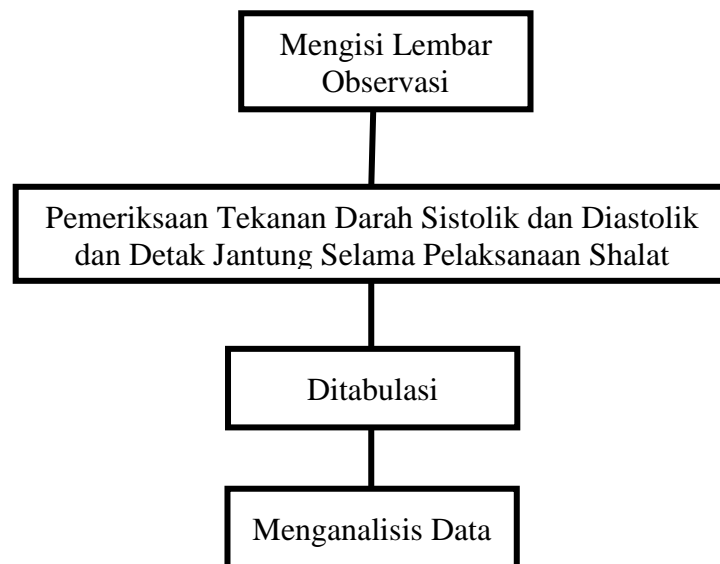 Mengisi Lembar
Observasi
Pemeriksaan Tekanan Darah Sistolik dan Diastolik
dan Detak Jantung Selama Pelaksanaan Shalat
Ditabulasi
Menganalisis Data